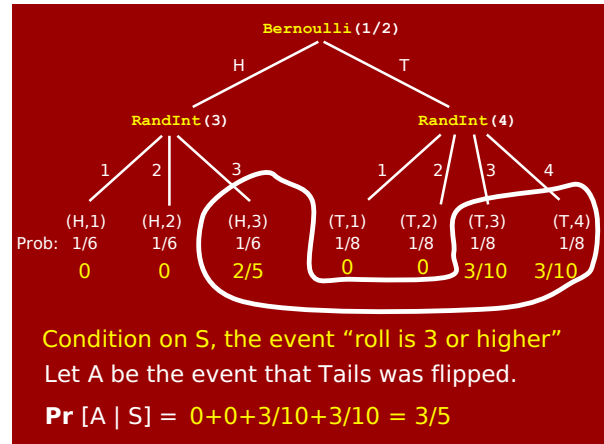 Bernoulli(1/2)
H T
RandInt(3) RandInt(4)
1 2 3 1 2 3 4
(H,1) (H,2) (H,3) (T,1) (T,2) (T,3) (T,4)
Prob: 1/6 1/6 1/6 1/8 1/8 1/8 1/8
0 0 2/5 0 0 3/10 3/10
Condition on S, the event “roll is 3 or higher”
Let A be the event that Tails was flipped.
Pr [A | S] = 0+0+3/10+3/10 = 3/5